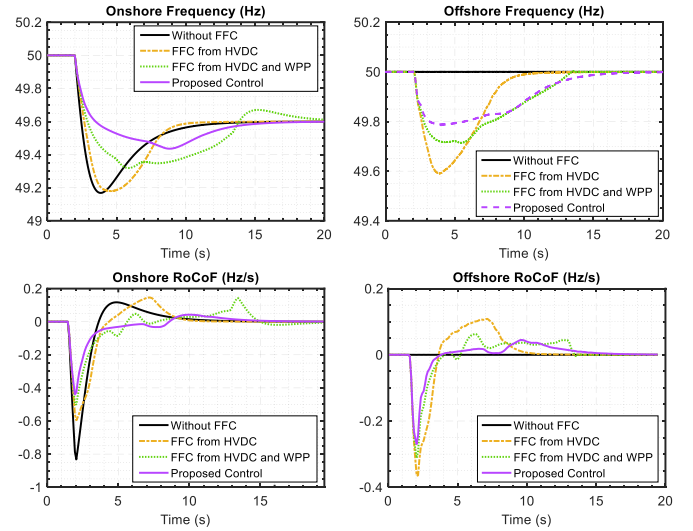 Onshore Frequency (Hz)
50.2
50
49.8
49.6
49.4
49.2
49
0
5
10
15
20
Time (s)
Without FFC
FFC from HVDC
FFC from HVDC and WPP
Proposed Control
Offshore Frequency (Hz)
50.2
50
49.8
49.6
49.4
0
5
10
15
20
Time (s)
Without FFC
FFC from HVDC
FFC from HVDC and WPP
Proposed Control
Onshore RoCoF (Hz/s)
0.2
0
-0.2
-0.4
-0.6
-0.8
-1
0
5
10
15
Time (s)
Without FFC
FFC from HVDC
FFC from HVDC and WPP
Proposed Control
Offshore RoCoF (Hz/s)
0.2
0
-0.2
-0.4
0
5
10
15
20
Time (s)
Without FFC
FFC from HVDC
FFC from HVDC and WPP
Proposed Control